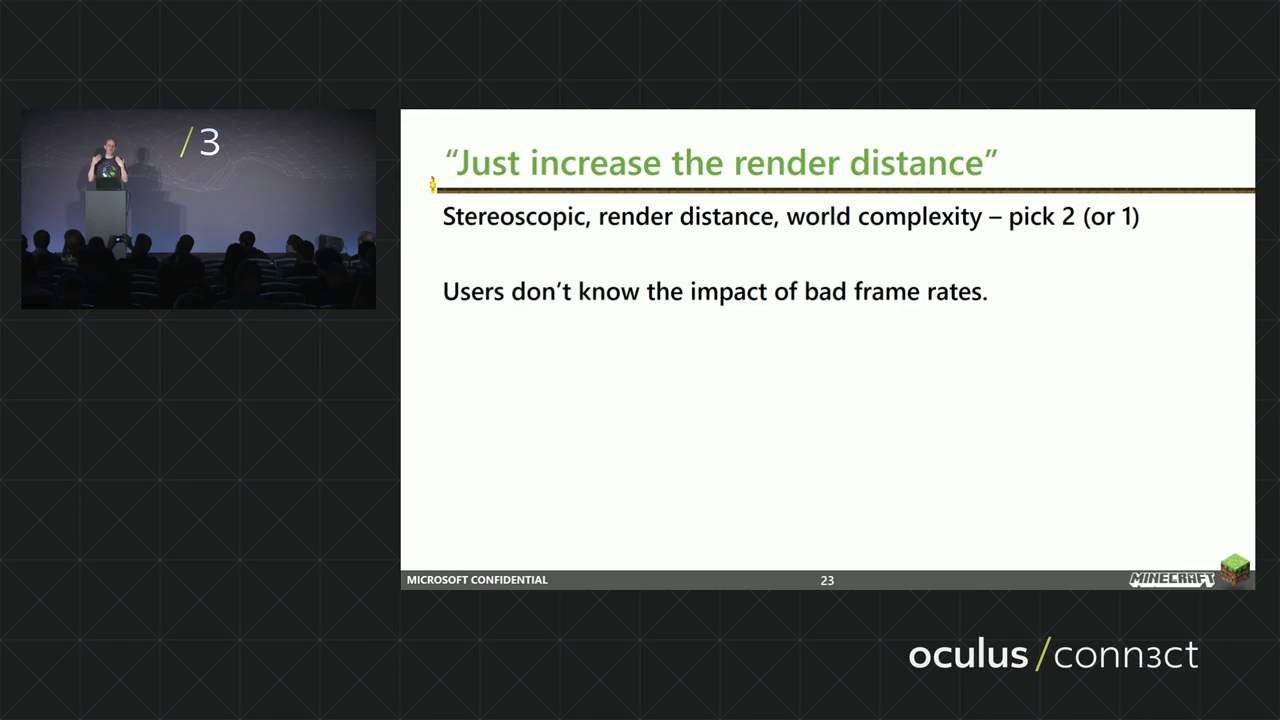 /3
“Just increase the render distance”
Stereoscopic, render distance, world complexity – pick 2 (or 1)
Users don’t know the impact of bad frame rates.
MICROSOFT CONFIDENTIAL
23
MINECRAFT
oculus/conn3ct